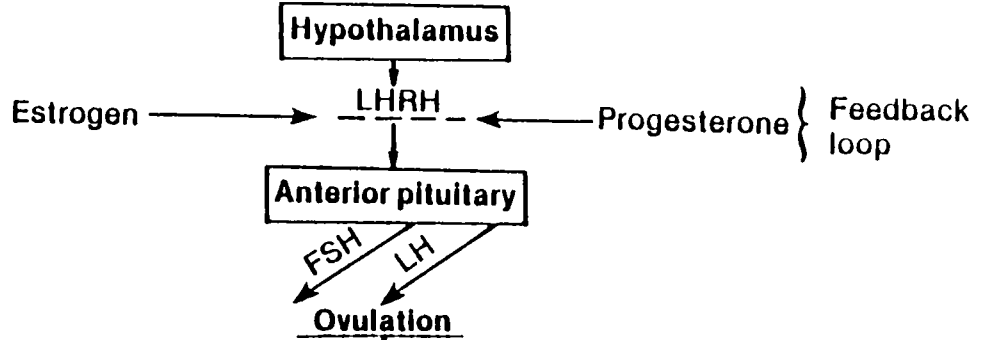 Hypothalamus
LHRH
Estrogen
Progesterone
Feedback
loop
Anterior pituitary
FSH
LH
Ovulation